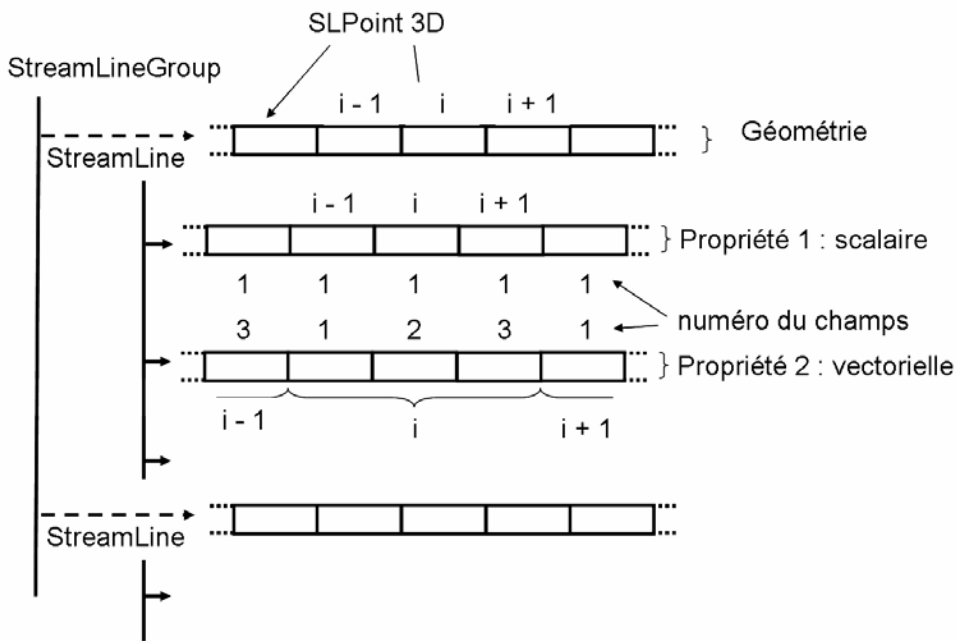 SLPoint 3D
StreamLineGroup
i - 1 i i + 1
Géométrie
StreamLine
i - 1 i i + 1
Propriété 1 : scalaire
1 1 1 1 1
numéro du champs
3 1 2 3 1
Propriété 2 : vectorielle
i - 1 i i + 1
StreamLine